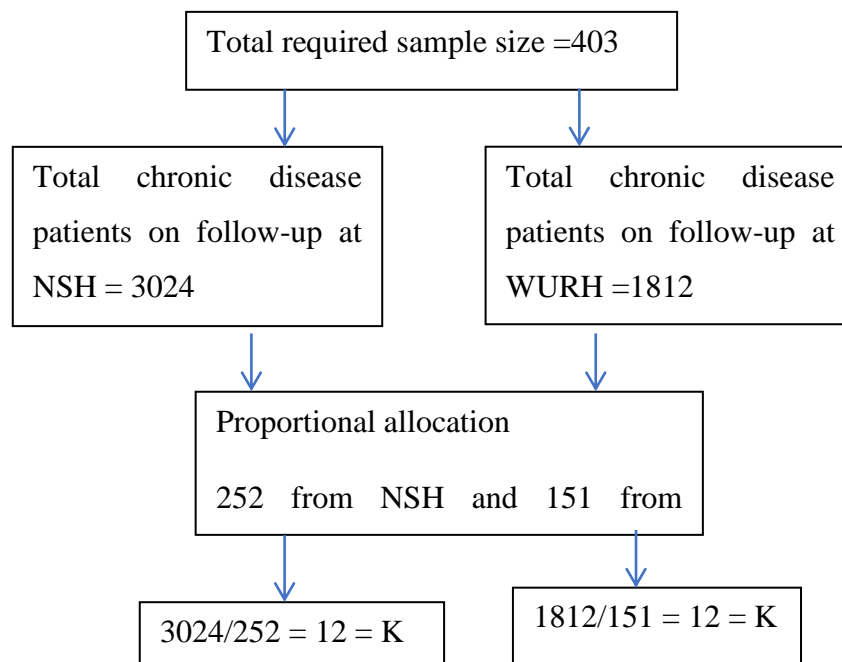 Total required sample size =403
Total chronic disease
patients on follow-up at
NSH = 3024
Total chronic disease
patients on follow-up at
WURH =1812
Proportional allocation
252 from NSH and 151 from
3024/252 = 12 = K
1812/151 = 12 = K